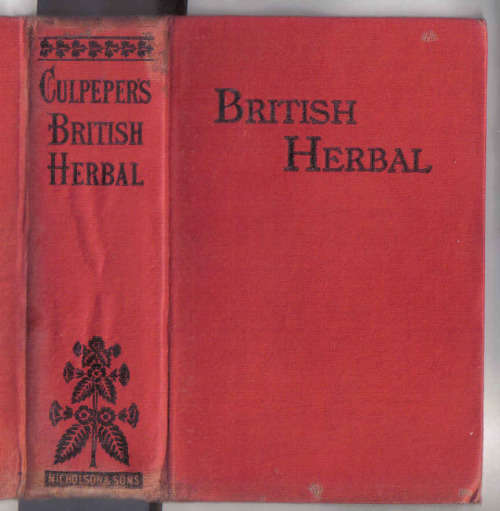 CULPEPER'S
BRITISH
HERBAL
NICHOLSON & SONS
BRITISH
HERBAL